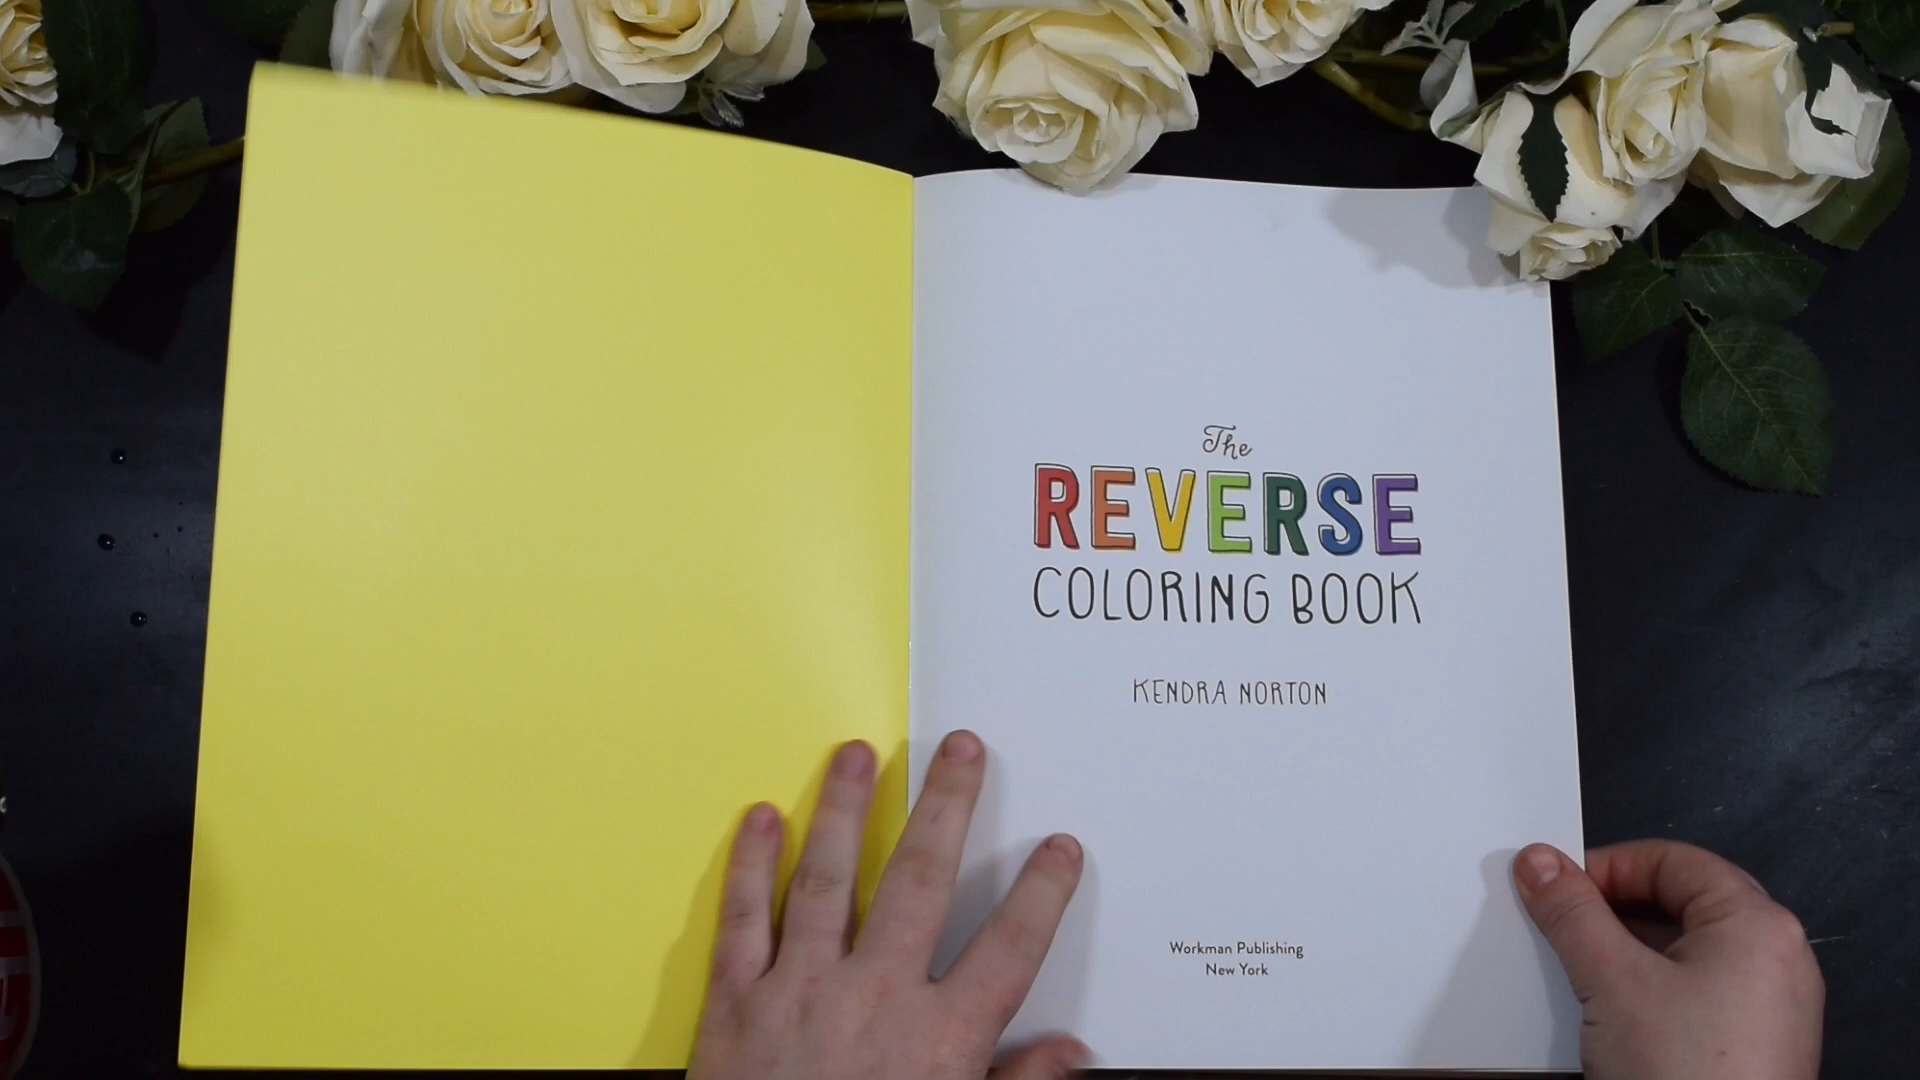 The
REVERSE
COLORING BOOK
KENDRA NORTON
Workman Publishing
New York